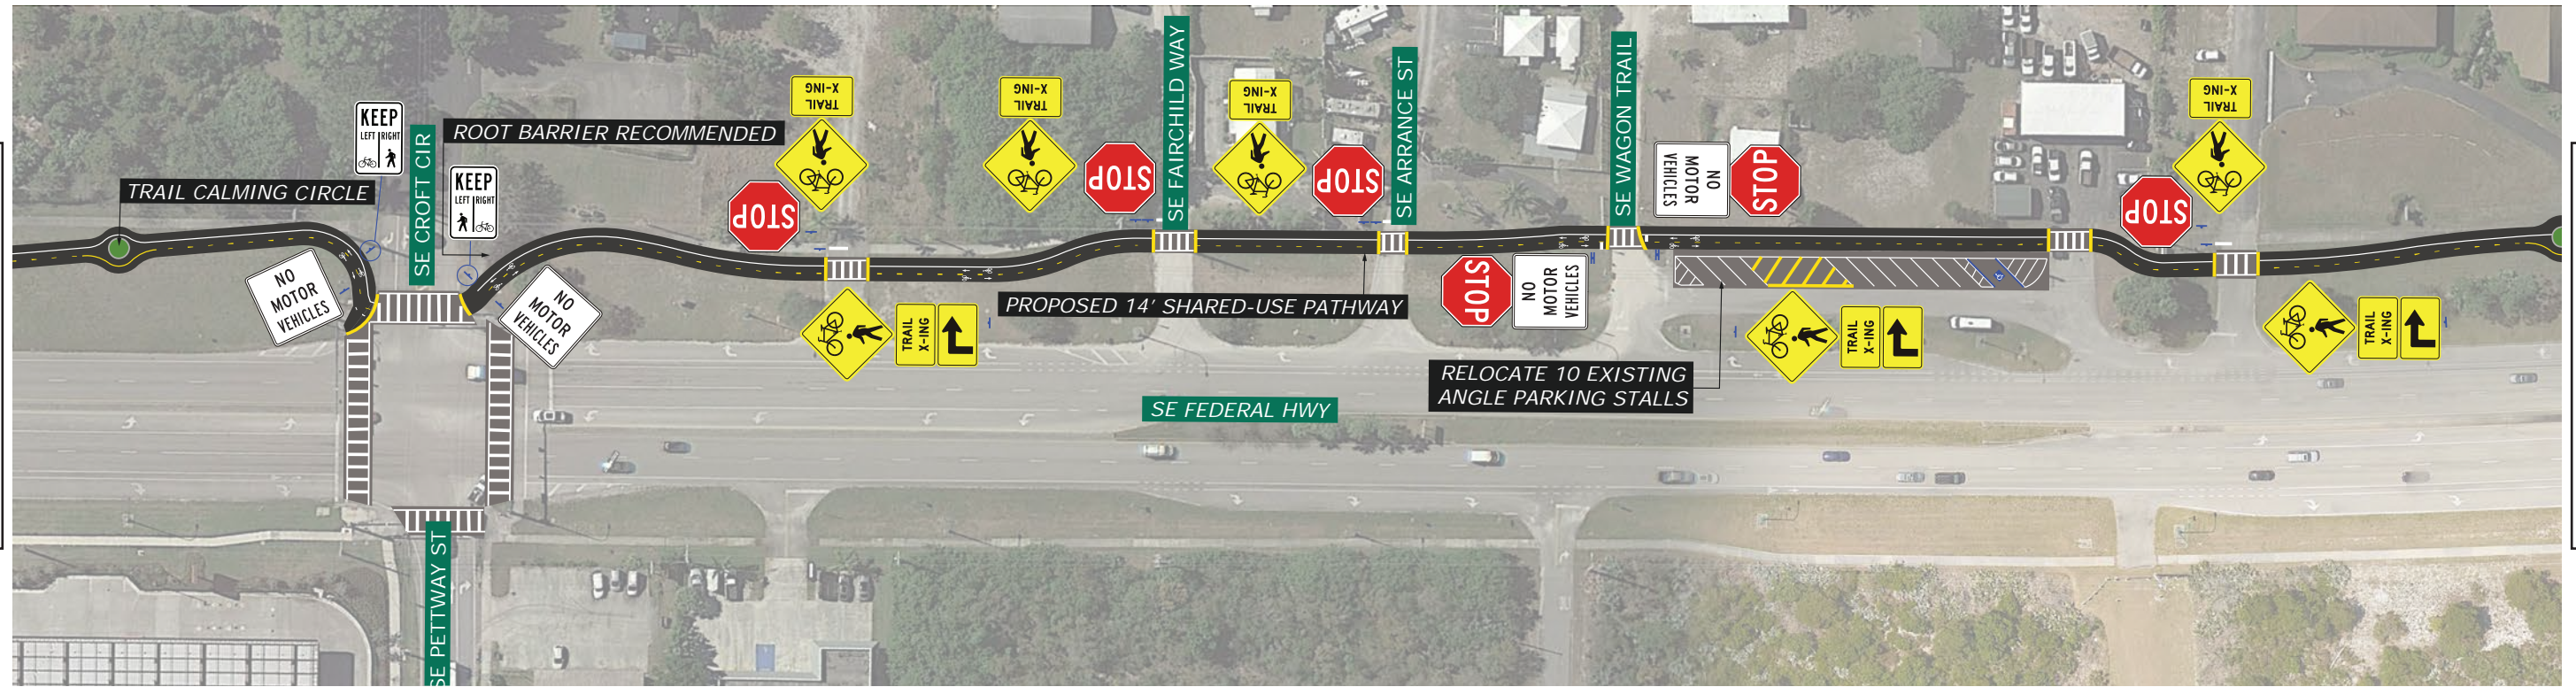 TRAIL CALMING CIRCLE
KEEP
LEFT RIGHT
SE CROFT CIR
ROOT BARRIER RECOMMENDED
KEEP
LEFT RIGHT
NO
MOTOR
VEHICLES
NO
MOTOR
VEHICLES
SE PETTWAY ST
STOP
TRAIL
X-ING
TRAIL
X-ING
TRAIL
X-ING
STOP
SE FAIRCHILD WAY
TRAIL
X-ING
STOP
SE ARRANCE ST
PROPOSED 14' SHARED-USE PATHWAY
STOP
NO
MOTOR
VEHICLES
SE WAGON TRAIL
NO
MOTOR
VEHICLES
STOP
RELOCATE 10 EXISTING
ANGLE PARKING STALLS
SE FEDERAL HWY
TRAIL
X-ING
STOP
TRAIL
X-ING
TRAIL
X-ING